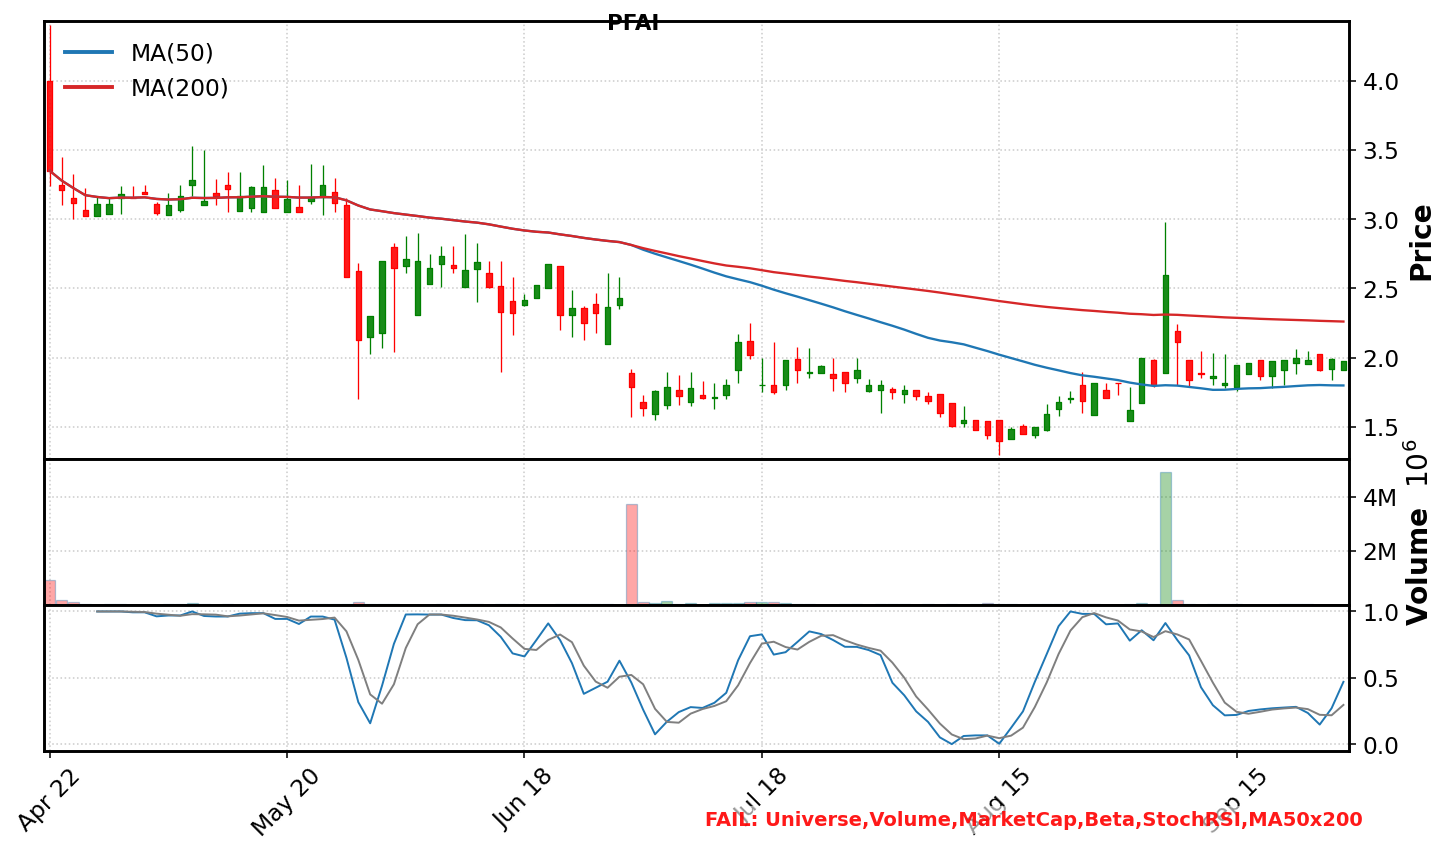 PFAI
MA(50)
MA(200)
4.0
3.5
3.0
2.5
2.0
1.5
Price
4M
2M
Volume 10^6
1.0
0.5
0.0
Apr 22
May 20
Jun 18
Jul 18
Aug 15
Sep 15
FAIL: Universe,Volume,MarketCap,Beta,StochRSI,MA50x200